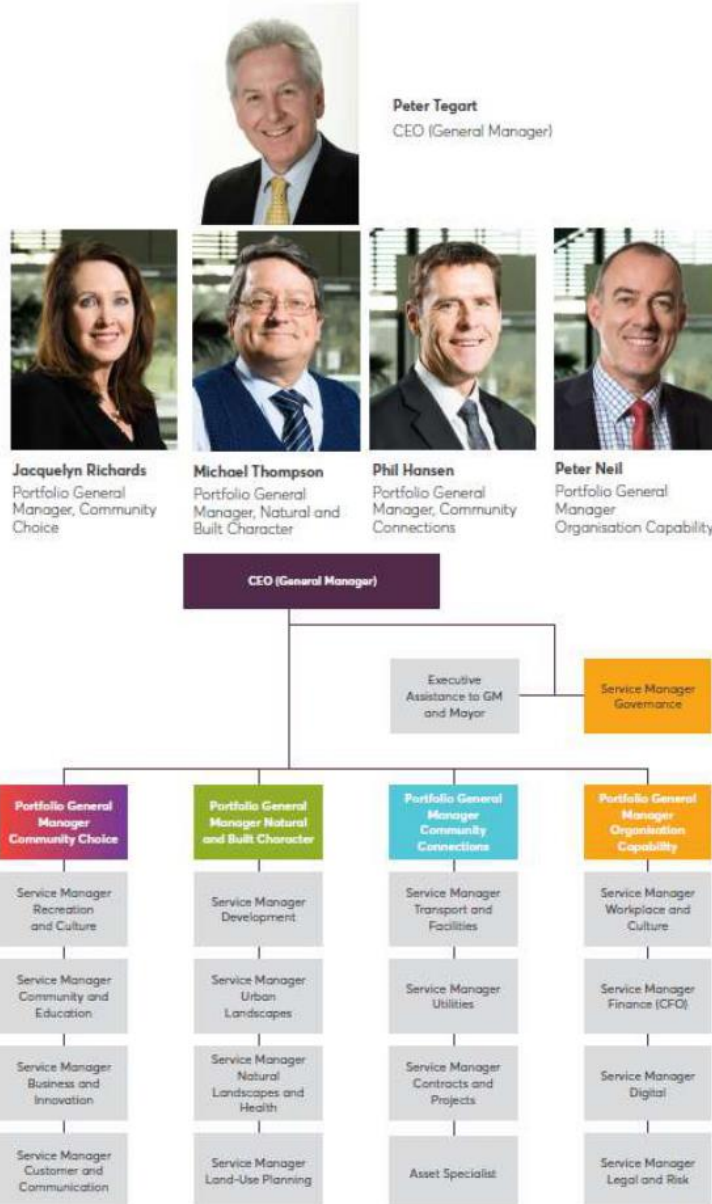 Peter Tegart
CEO (General Manager)
Jacquelyn Richards
Portfolio General
Manager, Community
Choice
Michael Thompson
Portfolio General
Manager, Natural and
Built Character
Phil Hansen
Portfolio General
Manager, Community
Connections
Peter Neil
Portfolio General
Manager
Organisation Capability
CEO (General Manager)
Executive
Assistance to GM
and Mayor
Service Manager
Governance
Portfolio General
Manager
Community Choice
Portfolio General
Manager Natural
and Built Character
Portfolio General
Manager
Community
Connections
Portfolio General
Manager
Organisation
Capability
Service Manager
Recreation
and Culture
Service Manager
Development
Service Manager
Transport and
Facilities
Service Manager
Workplace and
Culture
Service Manager
Community and
Education
Service Manager
Urban
Landscapes
Service Manager
Utilities
Service Manager
Finance (CFO)
Service Manager
Business and
Innovation
Service Manager
Natural
Landscapes and
Health
Service Manager
Contracts and
Projects
Service Manager
Digital
Service Manager
Customer and
Communication
Service Manager
Land-Use Planning
Asset Specialist
Service Manager
Legal and Risk